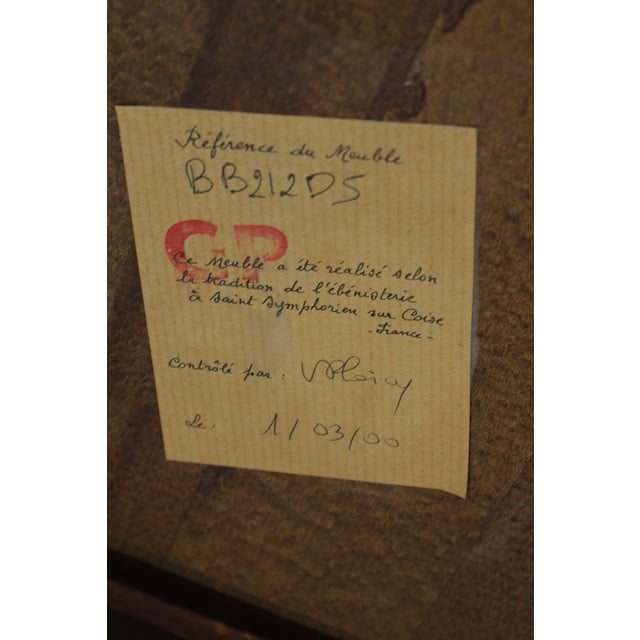 Référence du Meuble
BB212DS
GP
Ce Meuble a été réalisé selon
la tradition de l'ébénisterie
à Saint Symphorien sur Coise
-France-
Contrôlé par :
Le : 1/03/00